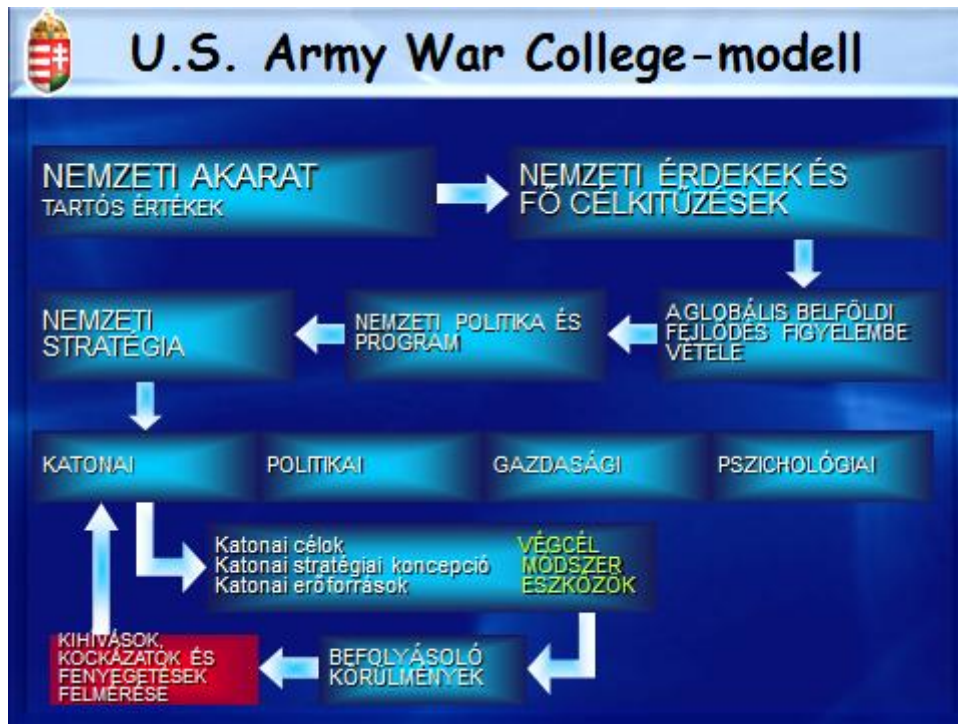 U.S. Army War College-modell
NEMZETI AKARAT
TARTÓS ÉRTÉKEK
NEMZETI ÉRDEKEK ÉS
FŐ CÉLKITŰZÉSEK
A GLOBÁLIS BELFÖLDI
FEJLŐDÉS FIGYELEMBE
VÉTELE
NEMZETI POLITIKA ÉS
PROGRAM
NEMZETI
STRATÉGIA
KATONAI
POLITIKAI
GAZDASÁGI
PSZICHOLÓGIAI
Katonai célok VÉGCÉL
Katonai stratégiai koncepció MÓDSZER
Katonai erőforrások ESZKÖZÖK
BEFOLYÁSOLÓ
KÖRÜLMÉNYEK
KIHÍVÁSOK,
KOCKÁZATOK ÉS
FENYEGETÉSEK
FELMÉRÉSE